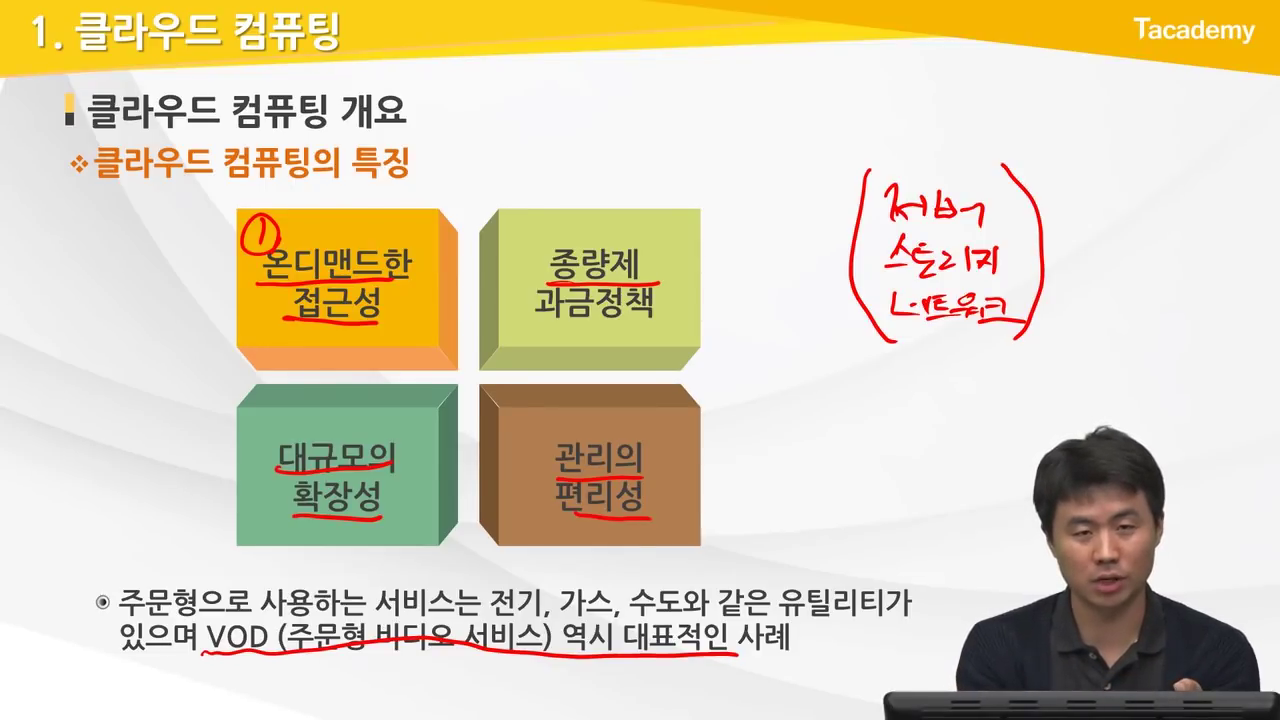 1. 클라우드 컴퓨팅
Tacademy
클라우드 컴퓨팅 개요
클라우드 컴퓨팅의 특징
①
온디맨드한
접근성
종량제
과금정책
서버
스토리지
네트워크
대규모의
확장성
관리의
편리성
주문형으로 사용하는 서비스는 전기, 가스, 수도와 같은 유틸리티가
있으며 VOD (주문형 비디오 서비스) 역시 대표적인 사례